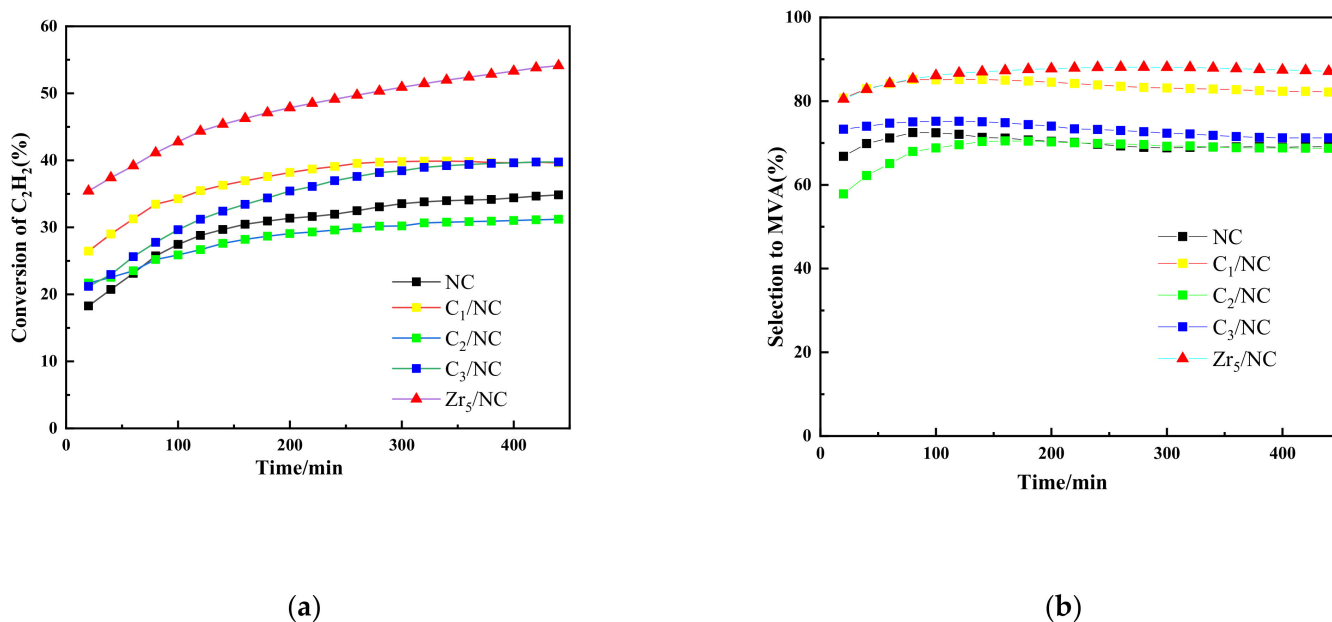 Conversion of C2H2(%)
60
50
40
30
20
10
0
0 100 200 300 400
Time/min
NC
C1/NC
C2/NC
C3/NC
Zr5/NC
(a)
Selection to MVA(%)
100
80
60
40
20
0
0 100 200 300 400
Time/min
NC
C1/NC
C2/NC
C3/NC
Zr5/NC
(b)